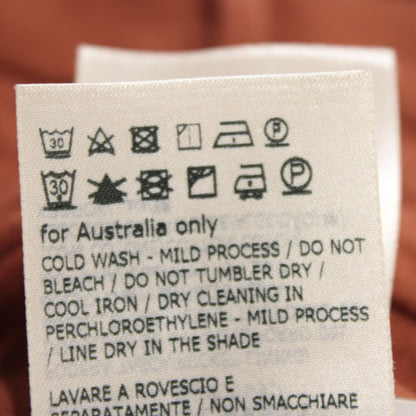 30 P
30 P
for Australia only
COLD WASH - MILD PROCESS / DO NOT
BLEACH / DO NOT TUMBLER DRY /
COOL IRON / DRY CLEANING IN
PERCHLOROETHYLENE - MILD PROCESS
/ LINE DRY IN THE SHADE
LAVARE A ROVESCIO E
SEPARATAMENTE / NON SMACCHIARE